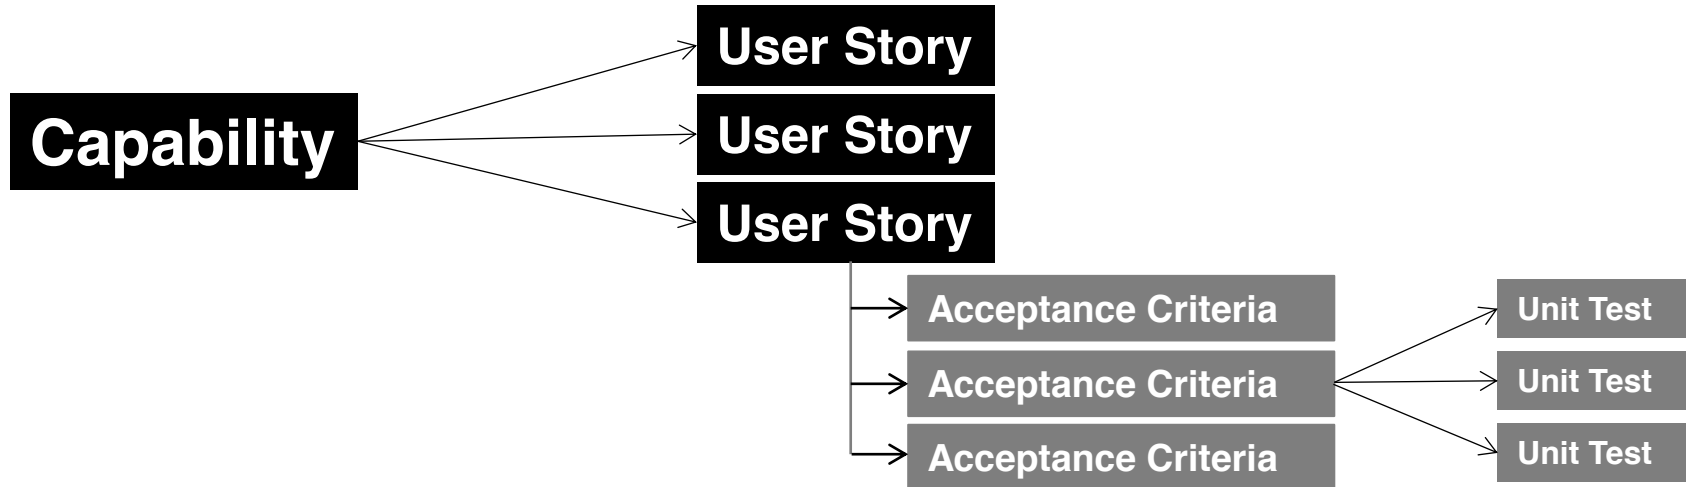 Capability
User Story
User Story
User Story
Acceptance Criteria
Acceptance Criteria
Acceptance Criteria
Unit Test
Unit Test
Unit Test